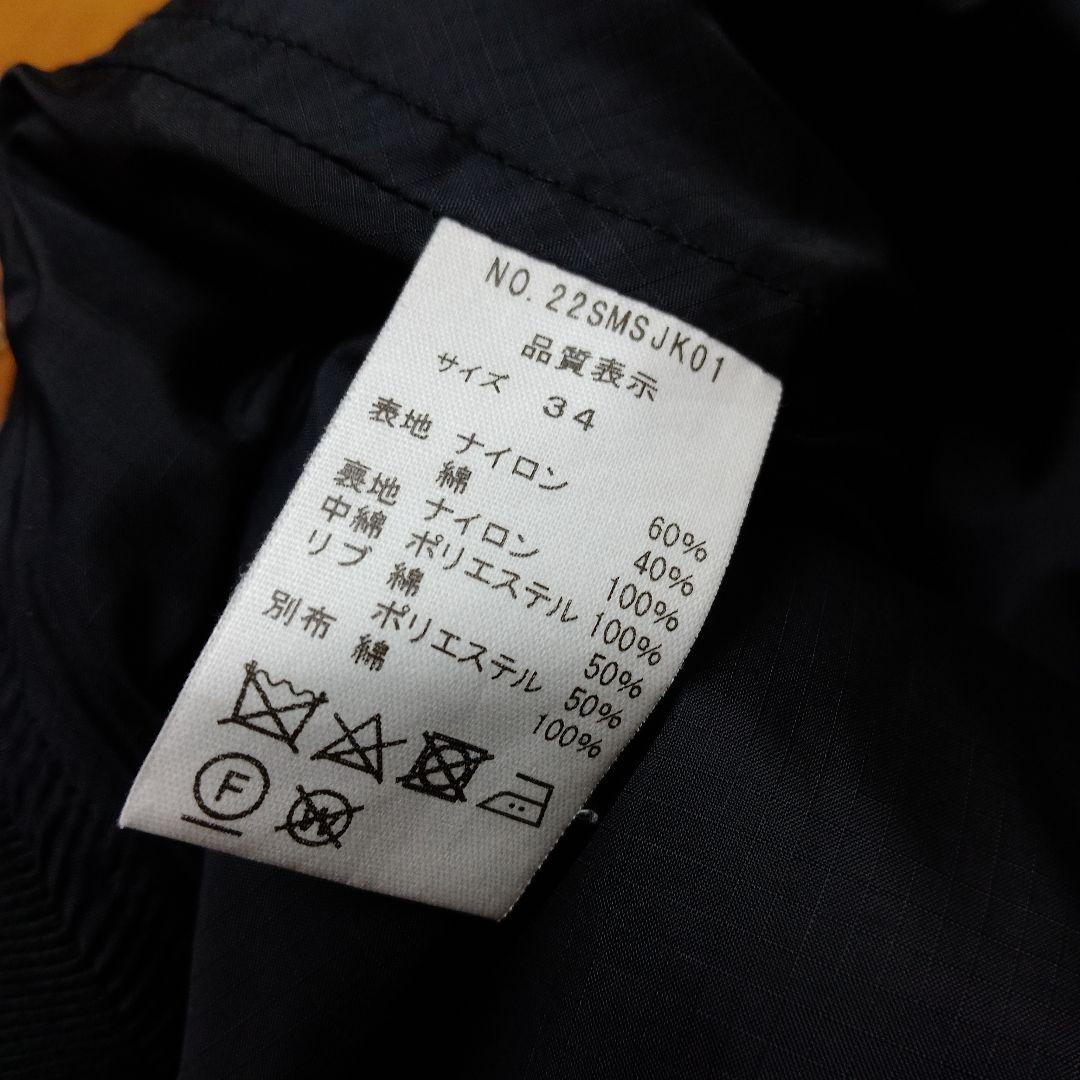 NO.22SMSJK01
品質表示
サイズ 34
表地 ナイロン 60%
綿 40%
裏地 ナイロン 100%
中綿 ポリエステル 100%
リブ 綿 50%
ポリエステル 50%
別布 綿 100%
F
W